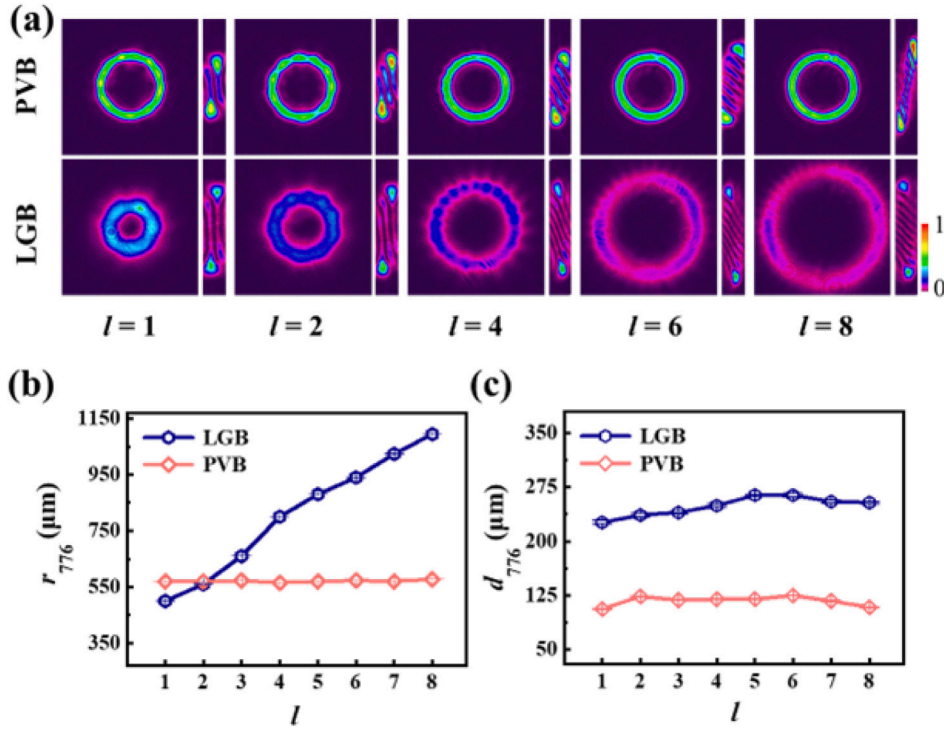 (a)
PVB
LGB
1
0
l = 1
l = 2
l = 4
l = 6
l = 8
(b)
1150
950
750
550
350
r776 (μm)
LGB
PVB
1 2 3 4 5 6 7 8
l
(c)
350
275
200
125
50
d776 (μm)
LGB
PVB
1 2 3 4 5 6 7 8
l